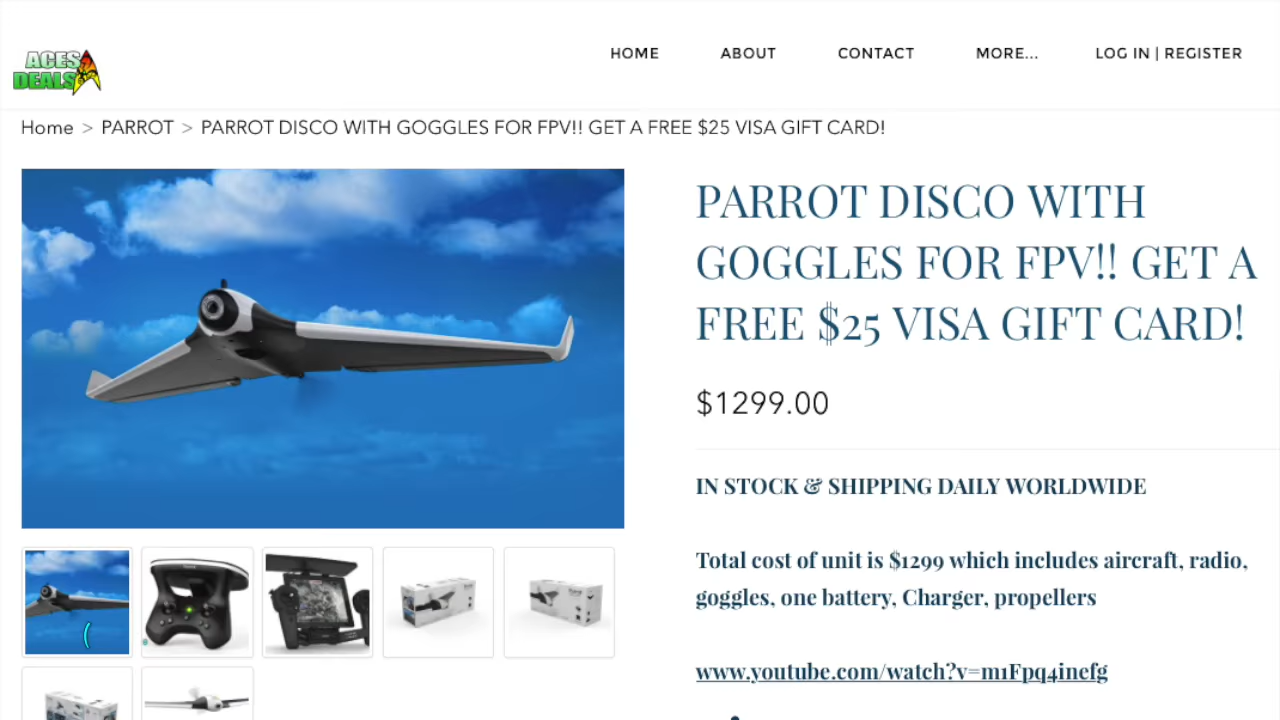 ACES
DEALS
HOME
ABOUT
CONTACT
MORE...
LOG IN | REGISTER
Home > PARROT > PARROT DISCO WITH GOGGLES FOR FPV!! GET A FREE $25 VISA GIFT CARD!
PARROT DISCO WITH
GOGGLES FOR FPV!! GET A
FREE $25 VISA GIFT CARD!
$1299.00
IN STOCK & SHIPPING DAILY WORLDWIDE
Total cost of unit is $1299 which includes aircraft, radio,
goggles, one battery, Charger, propellers
www.youtube.com/watch?v=m1Fpq4inefg